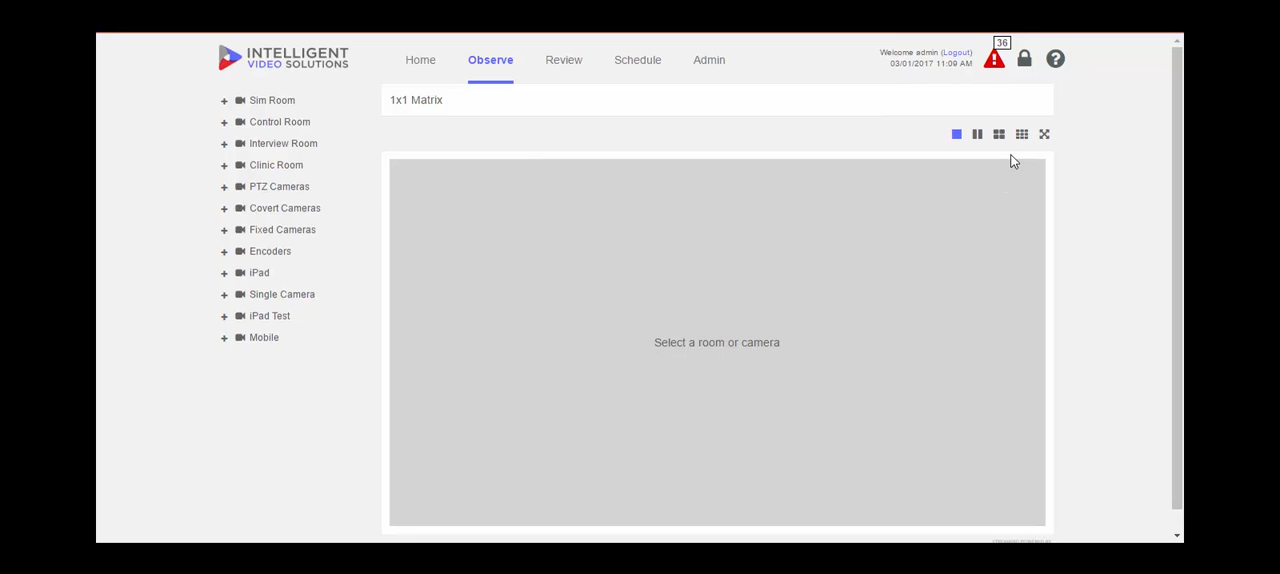 INTELLIGENT
VIDEO SOLUTIONS
Home
Observe
Review
Schedule
Admin
Welcome admin (Logout)
03/01/2017 11:09 AM
36
1x1 Matrix
Sim Room
Control Room
Interview Room
Clinic Room
PTZ Cameras
Covert Cameras
Fixed Cameras
Encoders
iPad
Single Camera
iPad Test
Mobile
Select a room or camera